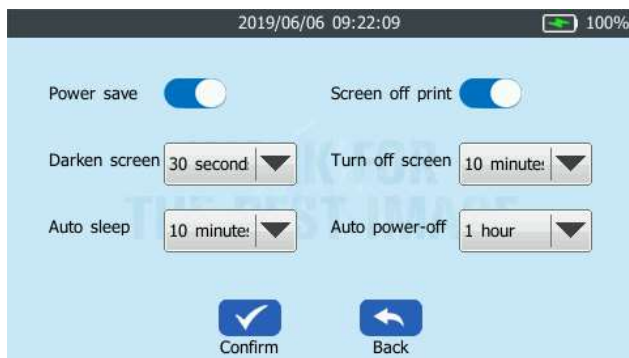 2019/06/06 09:22:09 100%
Power save Screen off print
Darken screen 30 second Turn off screen 10 minute
Auto sleep 10 minute Auto power-off 1 hour
Confirm Back